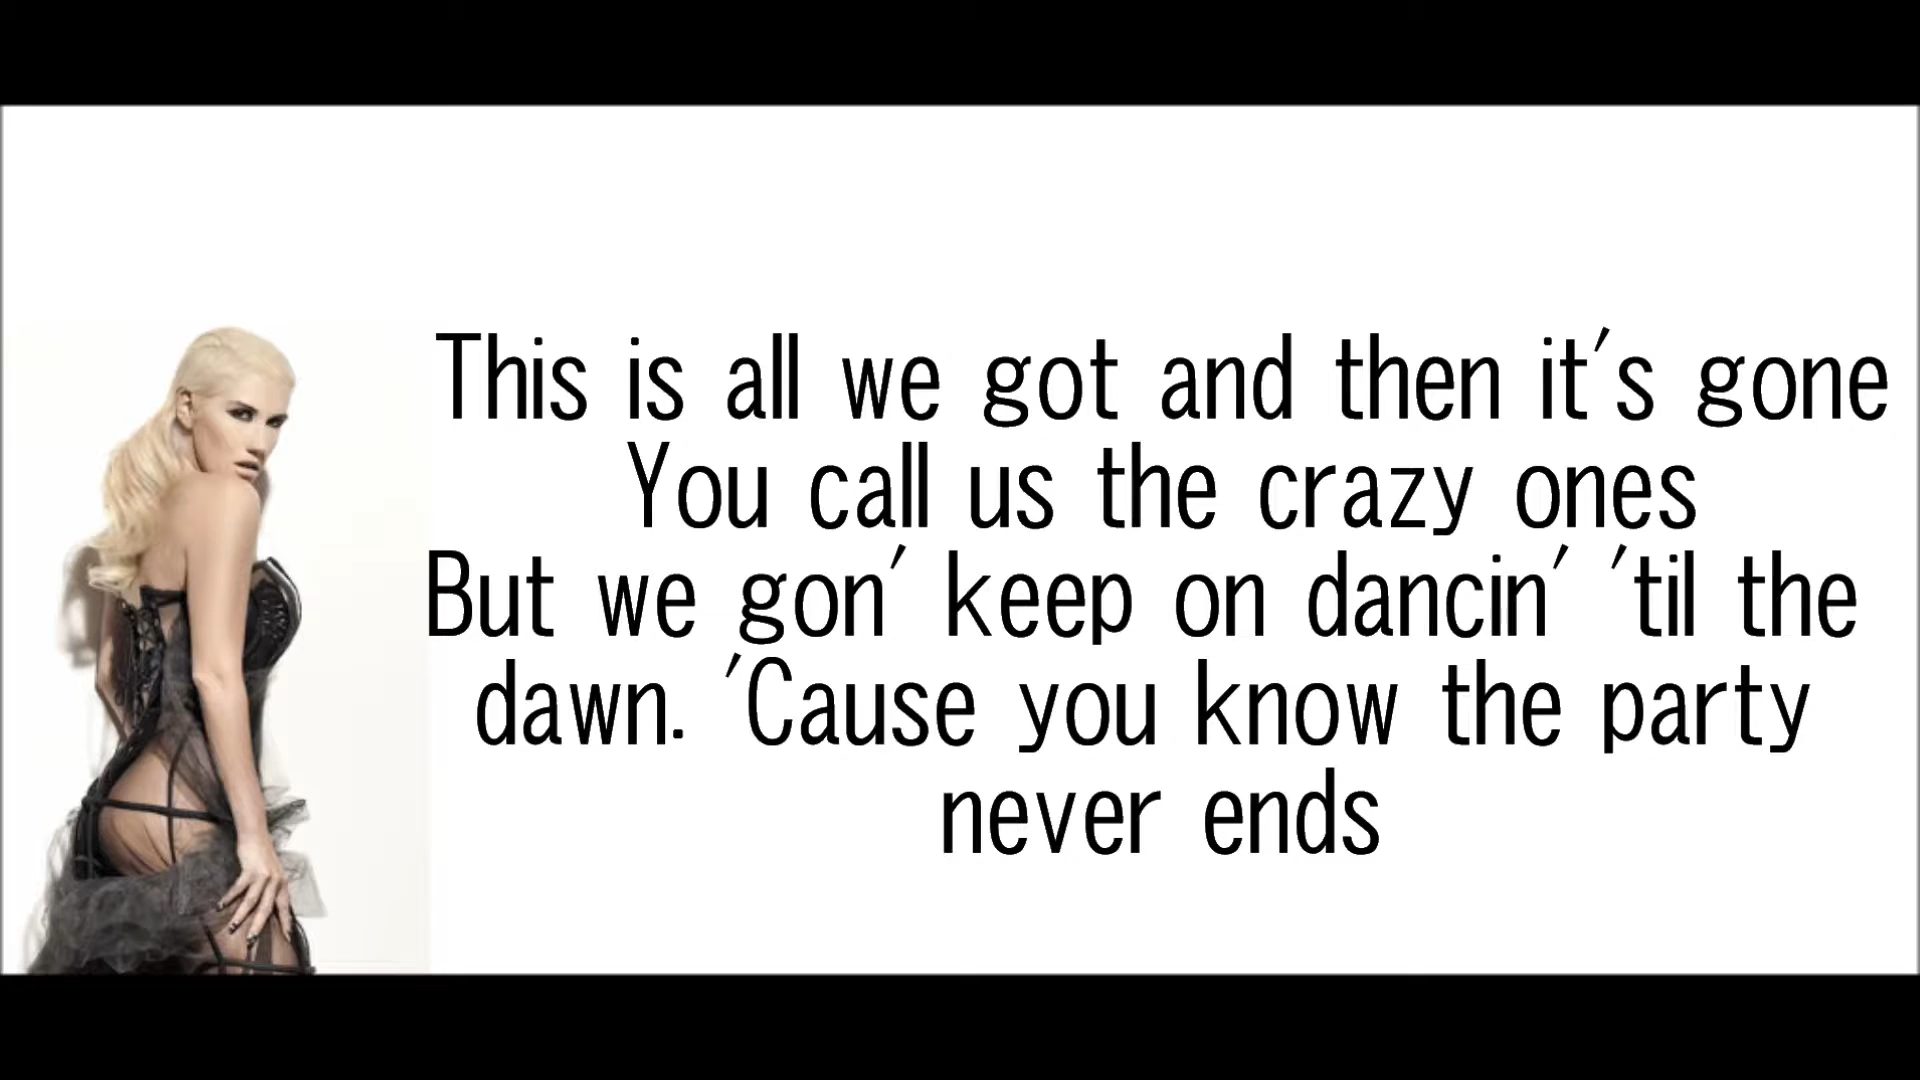 This is all we got and then it's gone
You call us the crazy ones
But we gon' keep on dancin' 'til the
dawn. 'Cause you know the party
never ends